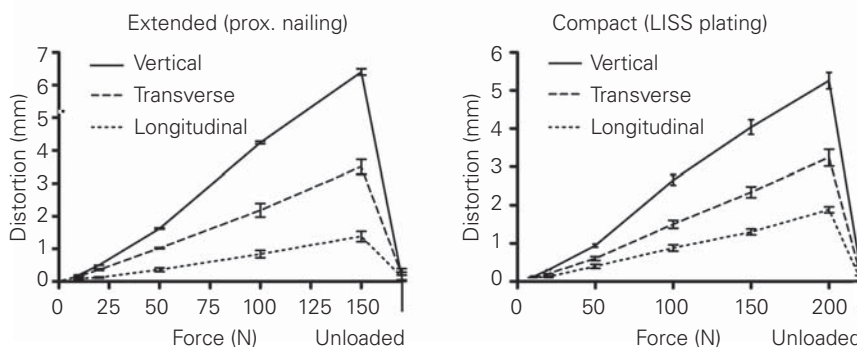 Extended (prox. nailing)
7
6
5
4
3
2
1
0
Distortion (mm)
Vertical
Transverse
Longitudinal
0 25 50 75 100 125 150
Force (N) Unloaded
Compact (LISS plating)
6
5
4
3
2
1
0
Distortion (mm)
Vertical
Transverse
Longitudinal
0 50 100 150 200
Force (N) Unloaded